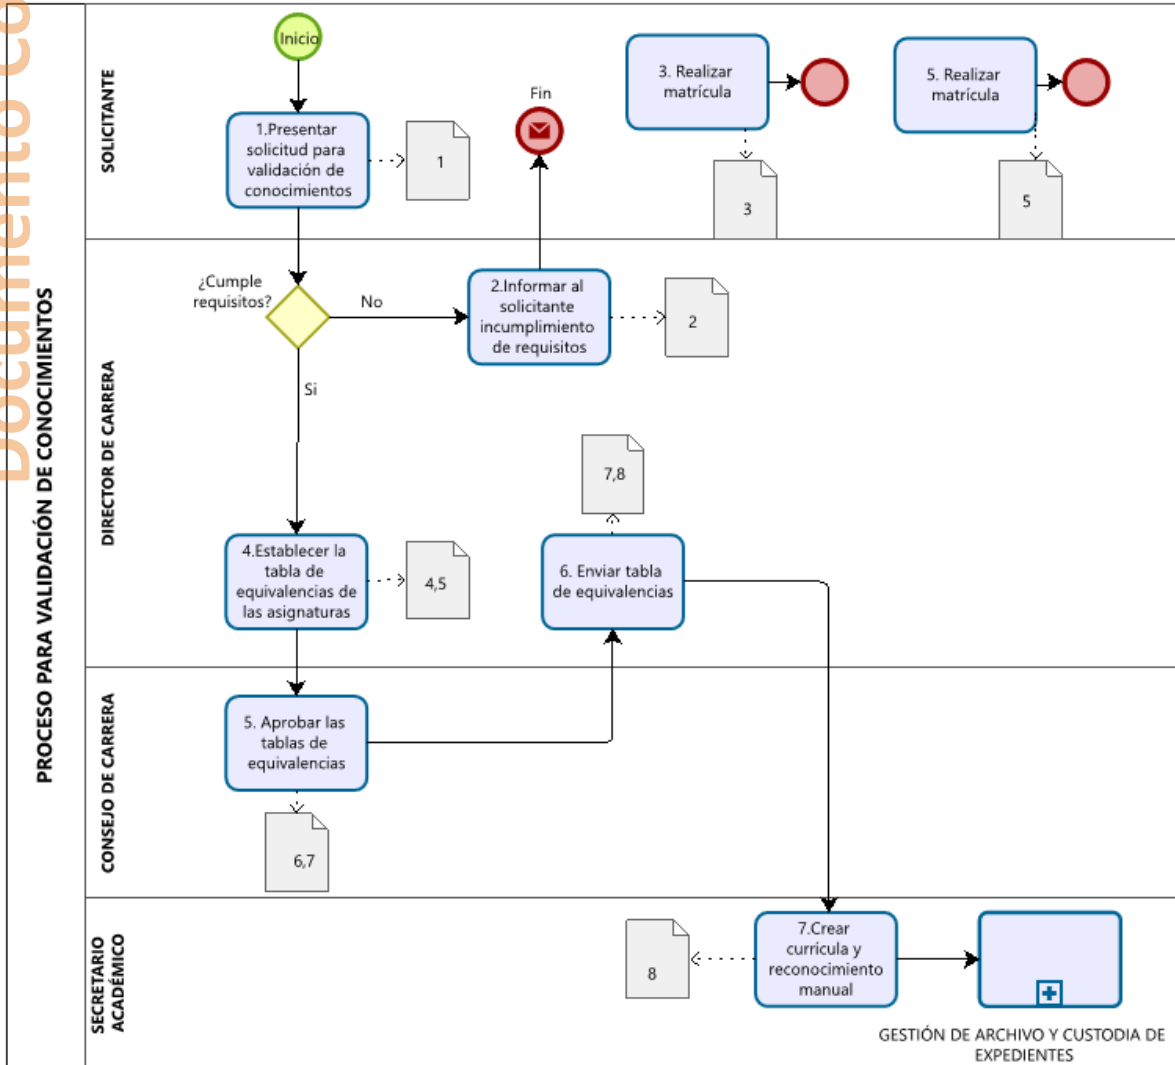 Documento Co
PROCESO PARA VALIDACIÓN DE CONOCIMIENTOS
SOLICITANTE
Inicio
1.Presentar
solicitud para
validación de
conocimientos
1
Fin
3. Realizar
matrícula
3
5. Realizar
matrícula
5
DIRECTOR DE CARRERA
¿Cumple
requisitos?
No
2.Informar al
solicitante
incumplimiento
de requisitos
2
Si
7,8
4.Establecer la
tabla de
equivalencias de
las asignaturas
4,5
6. Enviar tabla
de equivalencias
CONSEJO DE CARRERA
5. Aprobar las
tablas de
equivalencias
6,7
SECRETARIO
ACADÉMICO
8
7.Crear
currícula y
reconocimiento
manual
GESTIÓN DE ARCHIVO Y CUSTODIA DE
EXPEDIENTES